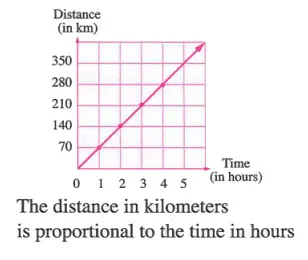 Distance
(in km)
350
280
210
140
70
0 1 2 3 4 5
Time
(in hours)
The distance in kilometers
is proportional to the time in hours